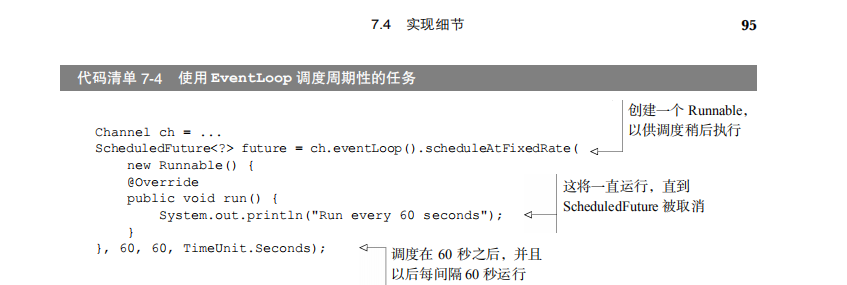 7.4 实现细节 95
代码清单 7-4 使用 EventLoop 调度周期性的任务
创建一个 Runnable，
以供调度稍后执行
Channel ch = ...
ScheduledFuture<?> future = ch.eventLoop().scheduleAtFixedRate(
new Runnable() {
@Override
public void run() {
System.out.println("Run every 60 seconds");
}
}, 60, 60, TimeUnit.Seconds);
这将一直运行，直到
ScheduledFuture 被取消
调度在 60 秒之后，并且
以后每间隔 60 秒运行